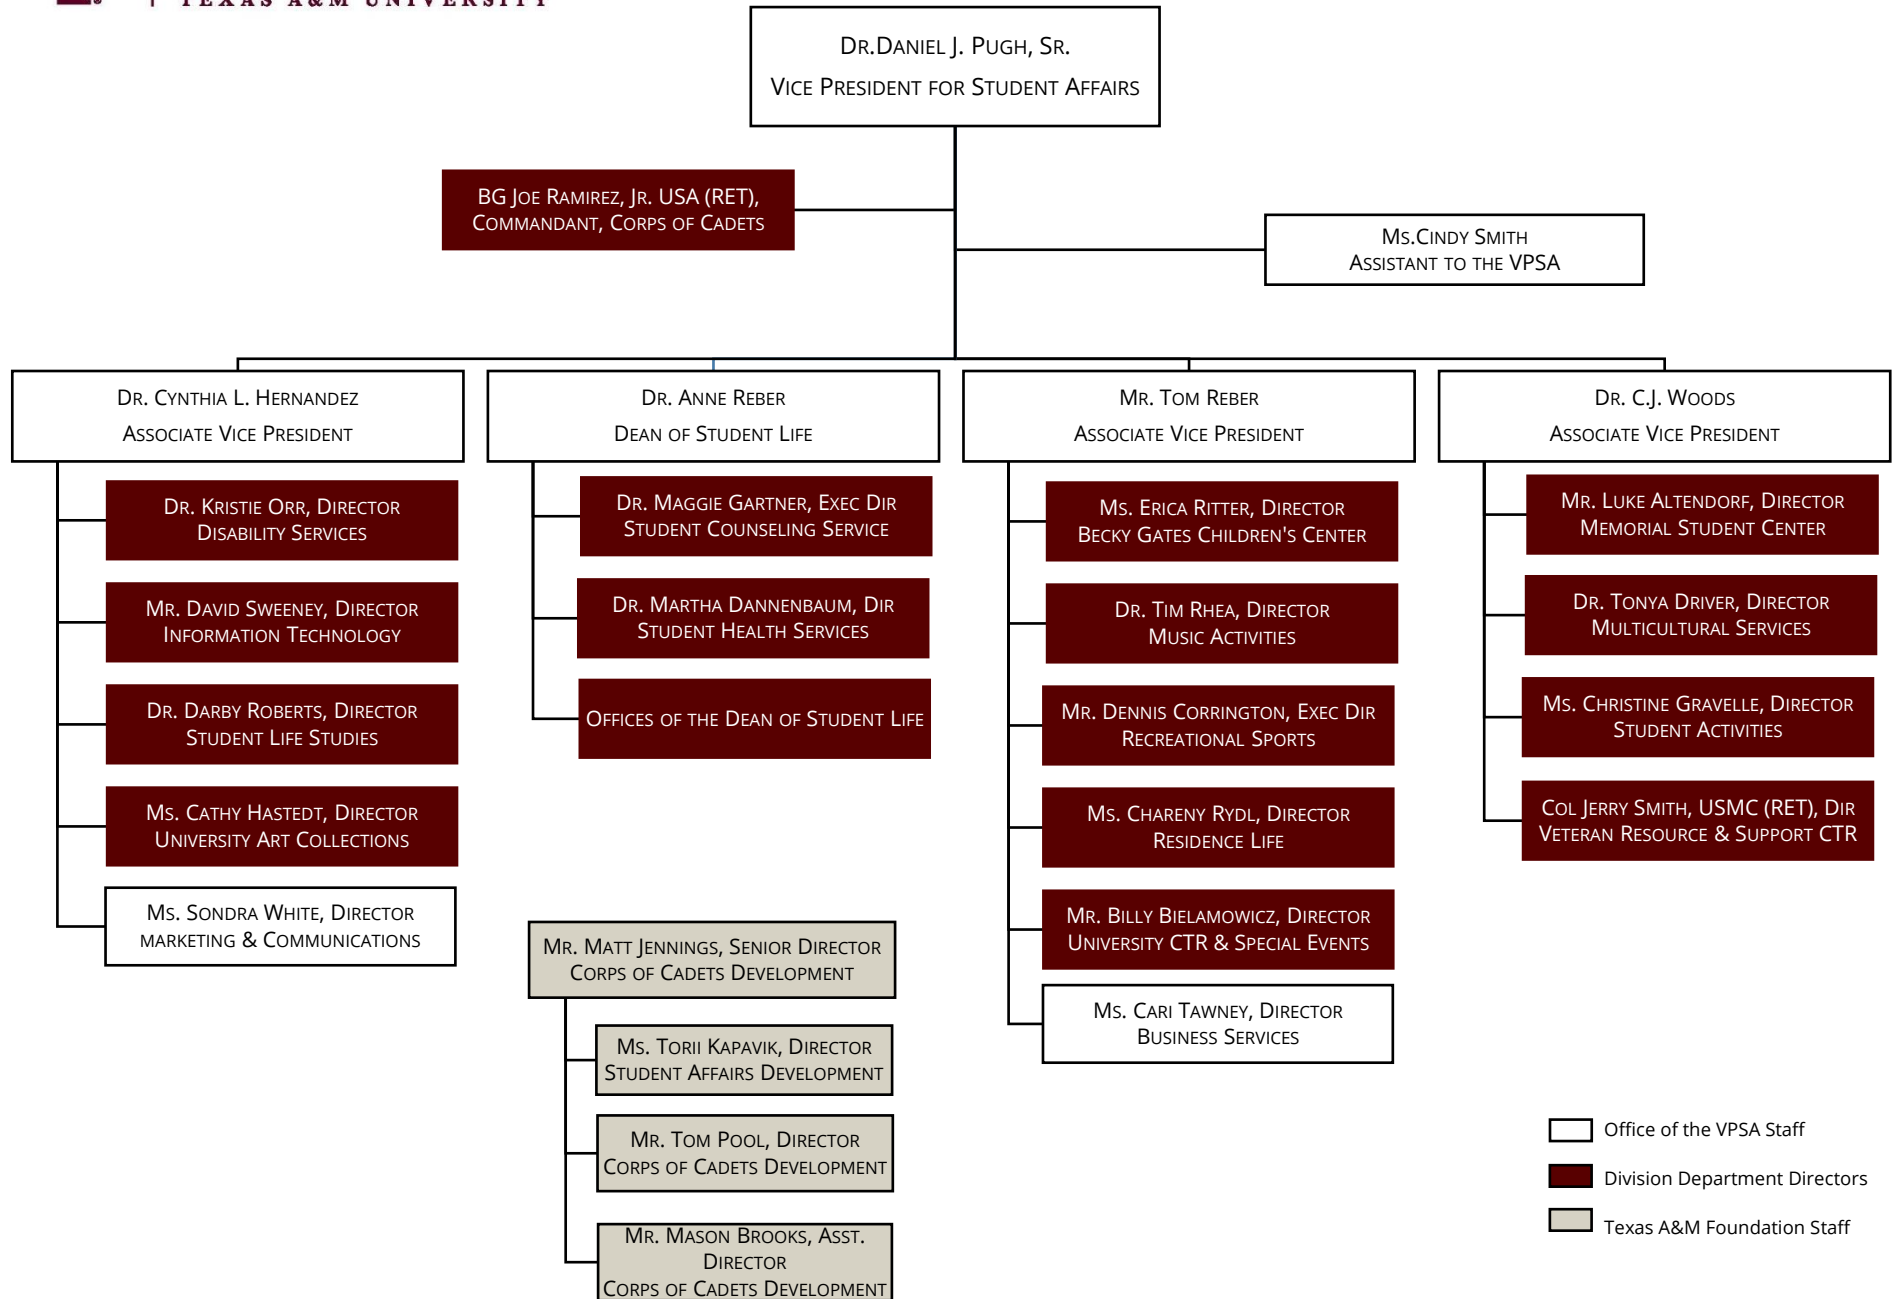 TEXAS A&M UNIVERSITY
DR.DANIEL J. PUGH, SR.
VICE PRESIDENT FOR STUDENT AFFAIRS
BG JOE RAMIREZ, JR. USA (RET),
COMMANDANT, CORPS OF CADETS
MS.CINDY SMITH
ASSISTANT TO THE VPSA
DR. CYNTHIA L. HERNANDEZ
ASSOCIATE VICE PRESIDENT
DR. KRISTIE ORR, DIRECTOR
DISABILITY SERVICES
MR. DAVID SWEENEY, DIRECTOR
INFORMATION TECHNOLOGY
DR. DARBY ROBERTS, DIRECTOR
STUDENT LIFE STUDIES
MS. CATHY HASTEDT, DIRECTOR
UNIVERSITY ART COLLECTIONS
MS. SONDRA WHITE, DIRECTOR
MARKETING & COMMUNICATIONS
DR. ANNE REBER
DEAN OF STUDENT LIFE
DR. MAGGIE GARTNER, EXEC DIR
STUDENT COUNSELING SERVICE
DR. MARTHA DANNENBAUM, DIR
STUDENT HEALTH SERVICES
OFFICES OF THE DEAN OF STUDENT LIFE
MR. MATT JENNINGS, SENIOR DIRECTOR
CORPS OF CADETS DEVELOPMENT
MS. TORII KAPAVIK, DIRECTOR
STUDENT AFFAIRS DEVELOPMENT
MR. TOM POOL, DIRECTOR
CORPS OF CADETS DEVELOPMENT
MR. MASON BROOKS, ASST.
DIRECTOR
CORPS OF CADETS DEVELOPMENT
MR. TOM REBER
ASSOCIATE VICE PRESIDENT
MS. ERICA RITTER, DIRECTOR
BECKY GATES CHILDREN'S CENTER
DR. TIM RHEA, DIRECTOR
MUSIC ACTIVITIES
MR. DENNIS CORRINGTON, EXEC DIR
RECREATIONAL SPORTS
MS. CHARENY RYDL, DIRECTOR
RESIDENCE LIFE
MR. BILLY BIELAMOWICZ, DIRECTOR
UNIVERSITY CTR & SPECIAL EVENTS
MS. CARI TAWNEY, DIRECTOR
BUSINESS SERVICES
DR. C.J. WOODS
ASSOCIATE VICE PRESIDENT
MR. LUKE ALTENDORF, DIRECTOR
MEMORIAL STUDENT CENTER
DR. TONYA DRIVER, DIRECTOR
MULTICULTURAL SERVICES
MS. CHRISTINE GRAVELLE, DIRECTOR
STUDENT ACTIVITIES
COL JERRY SMITH, USMC (RET), DIR
VETERAN RESOURCE & SUPPORT CTR
Office of the VPSA Staff
Division Department Directors
Texas A&M Foundation Staff